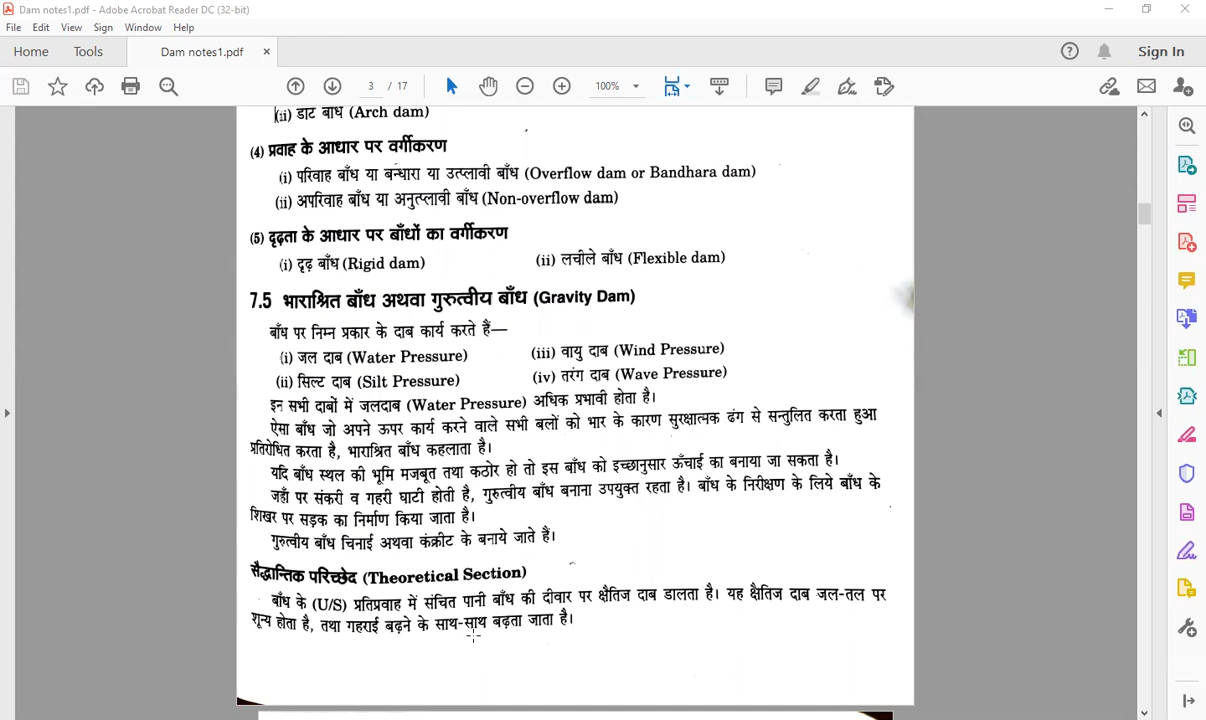 Dam notes1.pdf - Adobe Acrobat Reader DC (32-bit)
File Edit View Sign Window Help
Home Tools Dam notes1.pdf × Sign In
3 / 17 100%
(ii) डाट बाँध (Arch dam)
(4) प्रवाह के आधार पर वर्गीकरण
(i) परिवाह बाँध या बन्धारा या उत्प्लावी बाँध (Overflow dam or Bandhara dam)
(ii) अपरिवाह बाँध या अनुत्प्लावी बाँध (Non-overflow dam)
(5) दृढ़ता के आधार पर बाँधों का वर्गीकरण
(i) दृढ़ बाँध (Rigid dam) (ii) लचीले बाँध (Flexible dam)
7.5 भाराश्रित बाँध अथवा गुरुत्वीय बाँध (Gravity Dam)
बाँध पर निम्न प्रकार के दाब कार्य करते हैं—
(i) जल दाब (Water Pressure) (iii) वायु दाब (Wind Pressure)
(ii) सिल्ट दाब (Silt Pressure) (iv) तरंग दाब (Wave Pressure)
इन सभी दाबों में जलदाब (Water Pressure) अधिक प्रभावी होता है।
ऐसा बाँध जो अपने ऊपर कार्य करने वाले सभी बलों को भार के कारण सुरक्षात्मक ढंग से सन्तुलित करता हुआ
प्रतिरोधित करता है, भाराश्रित बाँध कहलाता है।
यदि बाँध स्थल की भूमि मजबूत तथा कठोर हो तो इस बाँध को इच्छानुसार ऊँचाई का बनाया जा सकता है।
जहाँ पर संकरी व गहरी घाटी होती है, गुरुत्वीय बाँध बनाना उपयुक्त रहता है। बाँध के निरीक्षण के लिये बाँध के
शिखर पर सड़क का निर्माण किया जाता है।
गुरुत्वीय बाँध चिनाई अथवा कंक्रीट के बनाये जाते हैं।
सैद्धान्तिक परिच्छेद (Theoretical Section)
बाँध के (U/S) प्रतिप्रवाह में संचित पानी बाँध की दीवार पर क्षैतिज दाब डालता है। यह क्षैतिज दाब जल-तल पर
शून्य होता है, तथा गहराई बढ़ने के साथ-साथ बढ़ता जाता है।